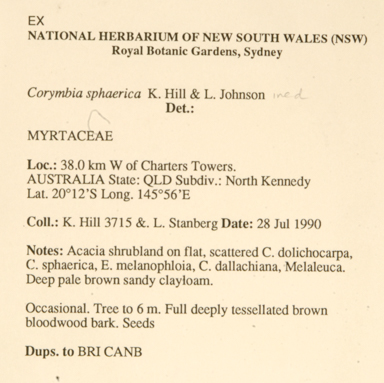 EX
NATIONAL HERBARIUM OF NEW SOUTH WALES (NSW)
Royal Botanic Gardens, Sydney
Corymbia sphaerica K. Hill & L. Johnson ined
Det.:
MYRTACEAE
Loc.: 38.0 km W of Charters Towers.
AUSTRALIA State: QLD Subdiv.: North Kennedy
Lat. 20°12'S Long. 145°56'E
Coll.: K. Hill 3715 &. L. Stanberg Date: 28 Jul 1990
Notes: Acacia shrubland on flat, scattered C. dolichocarpa,
C. sphaerica, E. melanophloia, C. dallachiana, Melaleuca.
Deep pale brown sandy clayloam.
Occasional. Tree to 6 m. Full deeply tessellated brown
bloodwood bark. Seeds
Dups. to BRI CANB